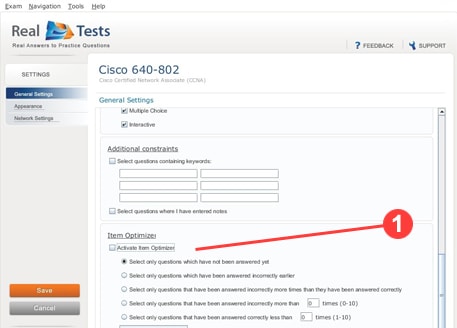 Exam Navigation Tools Help
Real Tests
Real Answers to Practice Questions
? FEEDBACK
SUPPORT
SETTINGS
General Settings
Appearance
Network Settings
Save
Cancel
Cisco 640-802
Cisco Certified Network Associate (CCNA)
General Settings
Multiple Choice
Interactive
Additional constraints
Select questions containing keywords:
Select questions where I have entered notes
Item Optimizer
Activate Item Optimizer
1
Select only questions which have not been answered yet
Select only questions which have been answered incorrectly earlier
Select only questions that have been answered incorrectly more times than they have been answered correctly
Select only questions that have been answered incorrectly more than 0 times (0-10)
Select only questions that have been answered correctly less than 0 times (1-10)